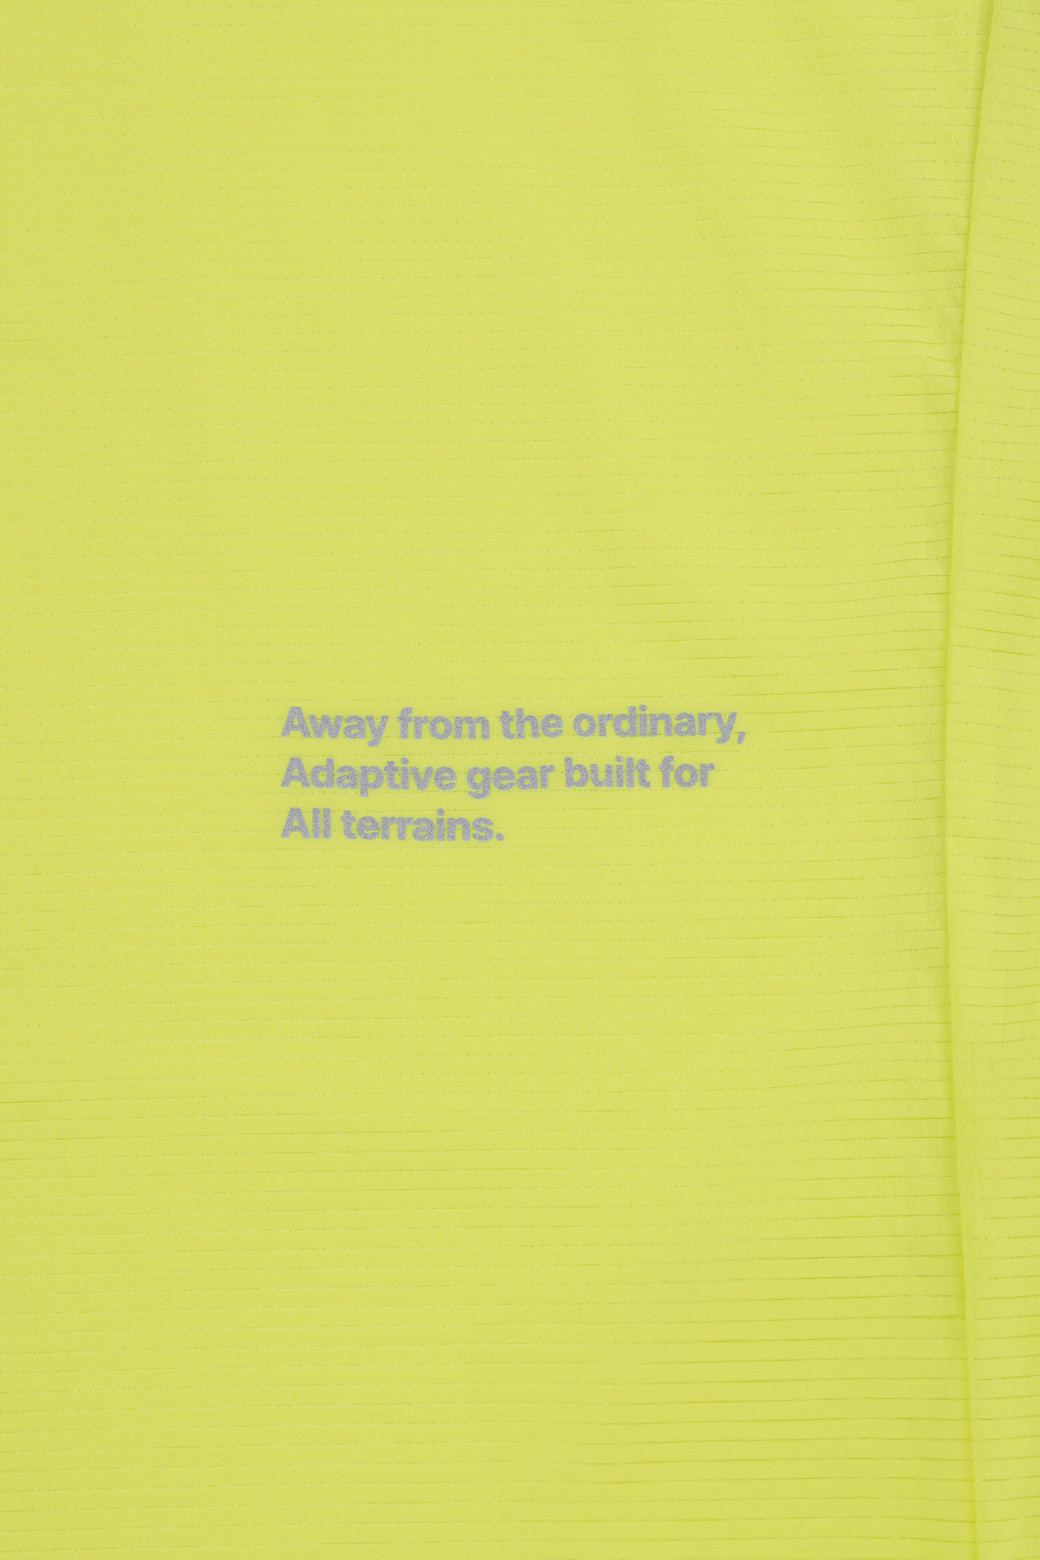 Away from the ordinary,
Adaptive gear built for
All terrains.